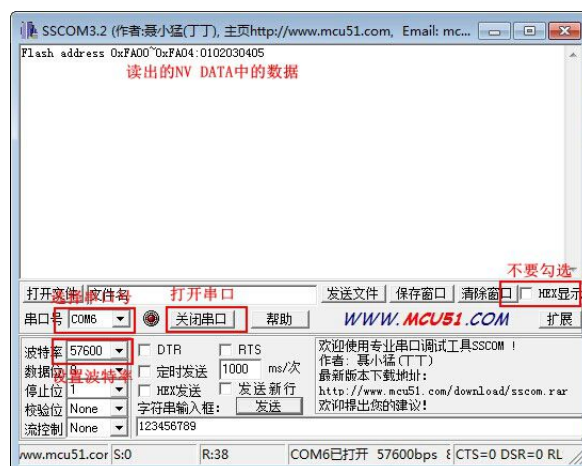 SSCOM3.2 (作者:聂小猛(丁丁), 主页http://www.mcu51.com, Email: mc...
Flash address 0xFA00~0xFA04:0102030405
读出的NV DATA中的数据
不要勾选
打开文件 文件名 选择串口号 打开串口 发送文件 保存窗口 清除窗口 HEX显示
串口号 COM6 关闭串口 帮助 WWW.MCU51.COM 扩展
波特率 57600 DTR RTS 欢迎使用专业串口调试工具SSCOM !
作者: 聂小猛(丁丁)
数据位 8 定时发送 1000 ms/次 最新版本下载地址:
设置波特率
停止位 1 HEX发送 发送新行 http://www.mcu51.com/download/sscom.rar
校验位 None 字符串输入框: 发送 欢迎提出您的建议!
流控制 None 123456789
www.mcu51.cor S:0 R:38 COM6已打开 57600bps 8 CTS=0 DSR=0 RL